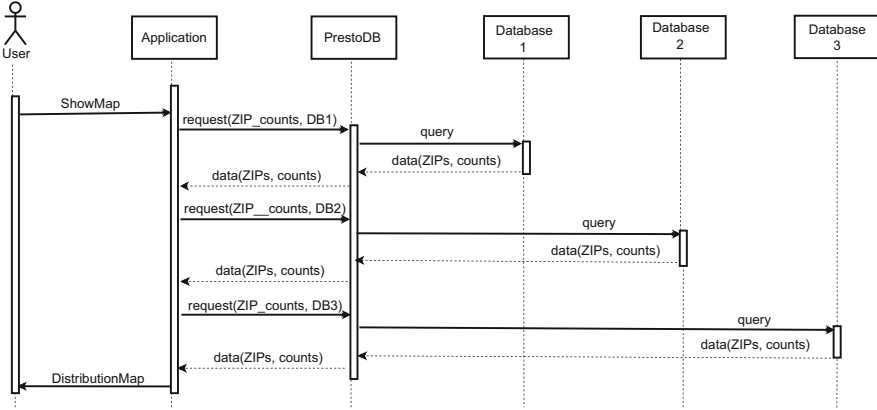 User
Application
PrestoDB
Database
1
Database
2
Database
3
ShowMap
request(ZIP_counts, DB1)
query
data(ZIPs, counts)
data(ZIPs, counts)
request(ZIP__counts, DB2)
query
data(ZIPs, counts)
data(ZIPs, counts)
request(ZIP_counts, DB3)
query
data(ZIPs, counts)
data(ZIPs, counts)
DistributionMap